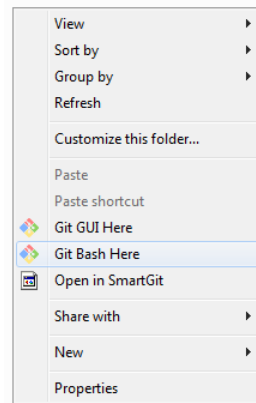 View
Sort by
Group by
Refresh
Customize this folder...
Paste
Paste shortcut
Git GUI Here
Git Bash Here
Open in SmartGit
Share with
New
Properties